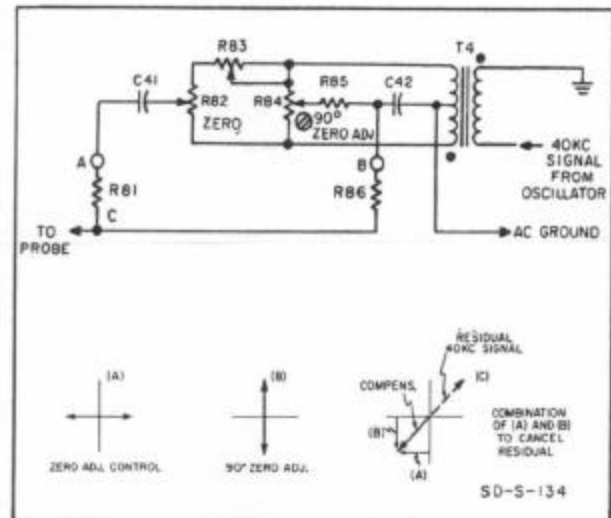 R83
T4
C41
R82
ZERO
R84
R85
C42
90°
ZERO ADJ
40KC
SIGNAL
FROM
OSCILLATOR
A
R81
B
R86
C
TO
PROBE
AC GROUND
RESIDUAL
40KC SIGNAL
(A)
(B)
(C)
COMPENS.
(B)
(A)
COMBINATION
OF (A) AND (B)
TO CANCEL
RESIDUAL
ZERO ADJ. CONTROL
90° ZERO ADJ.
SD-S-134